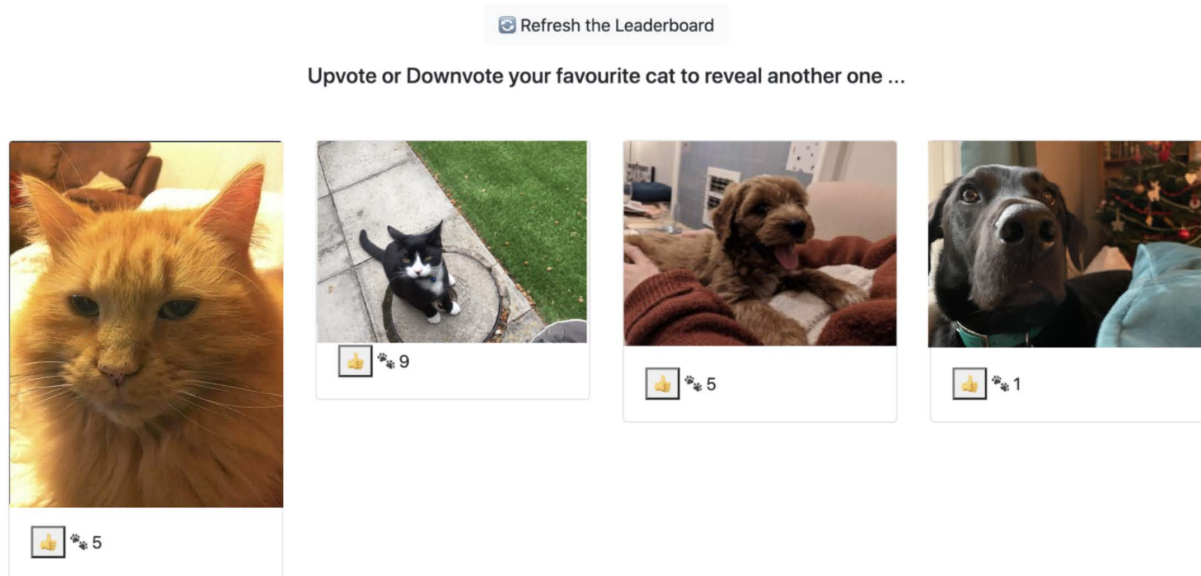 Refresh the Leaderboard
Upvote or Downvote your favourite cat to reveal another one ...
9
5
1
5